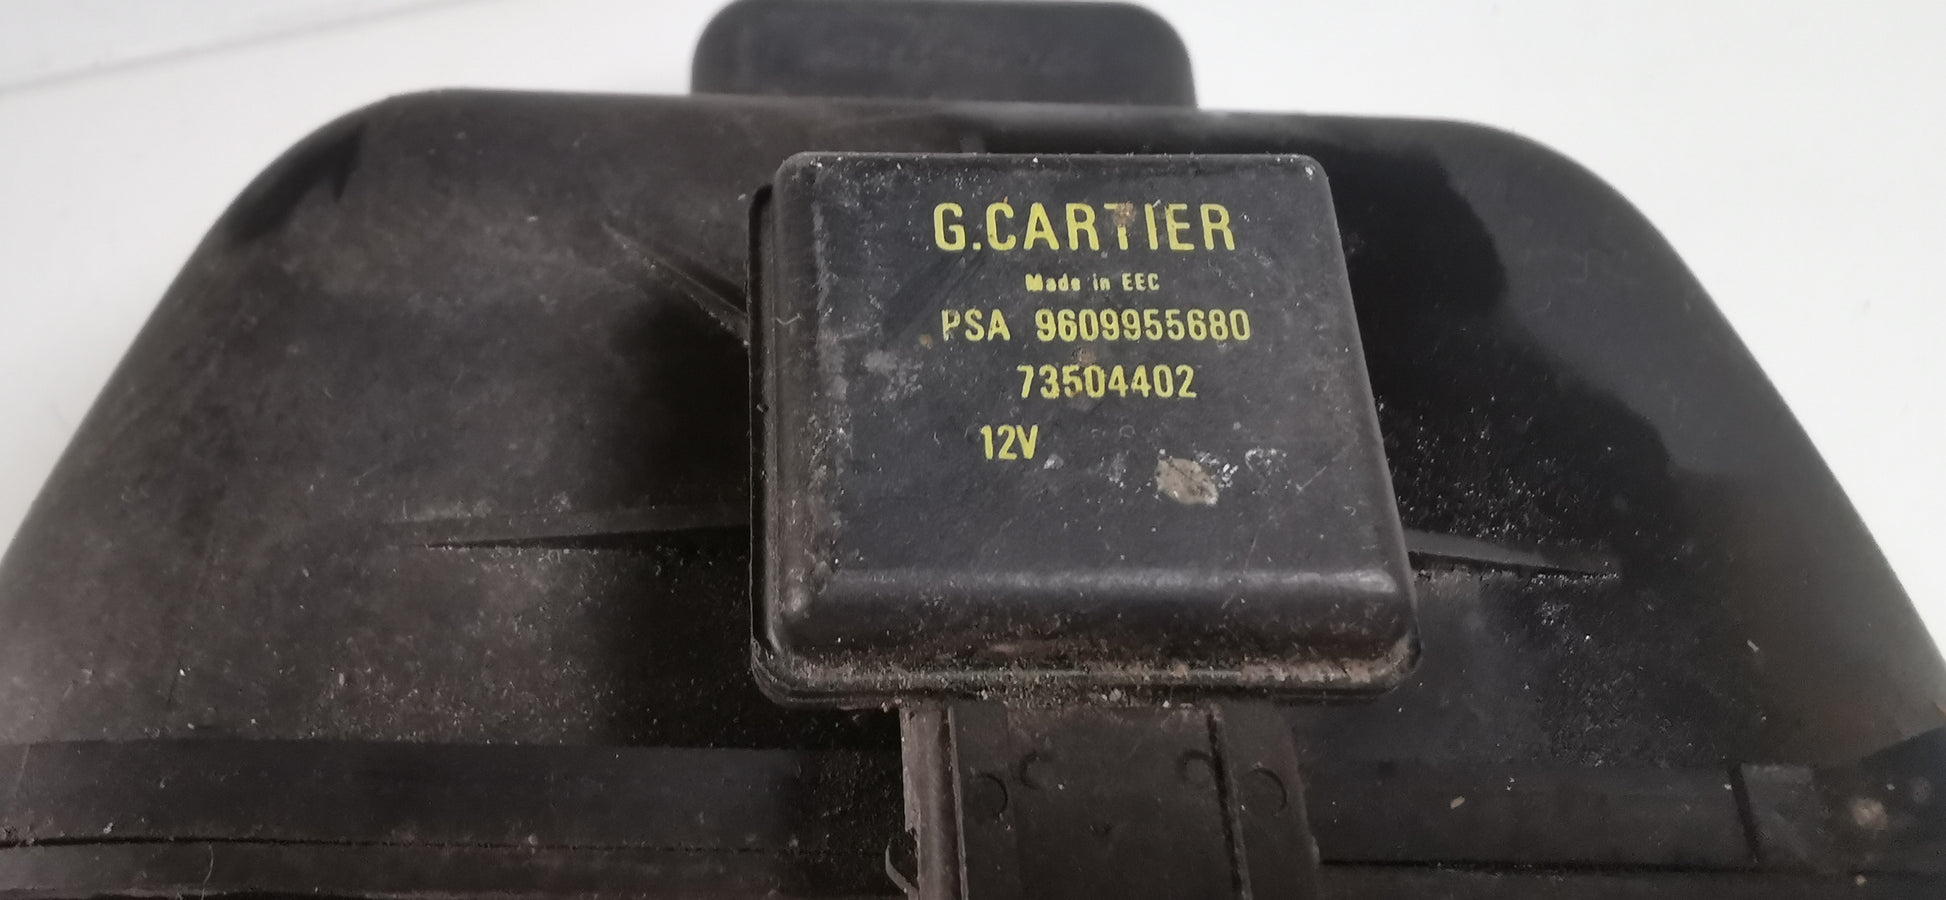 G.CARTIER
Made in EEC
PSA 9609955680
73504402
12V